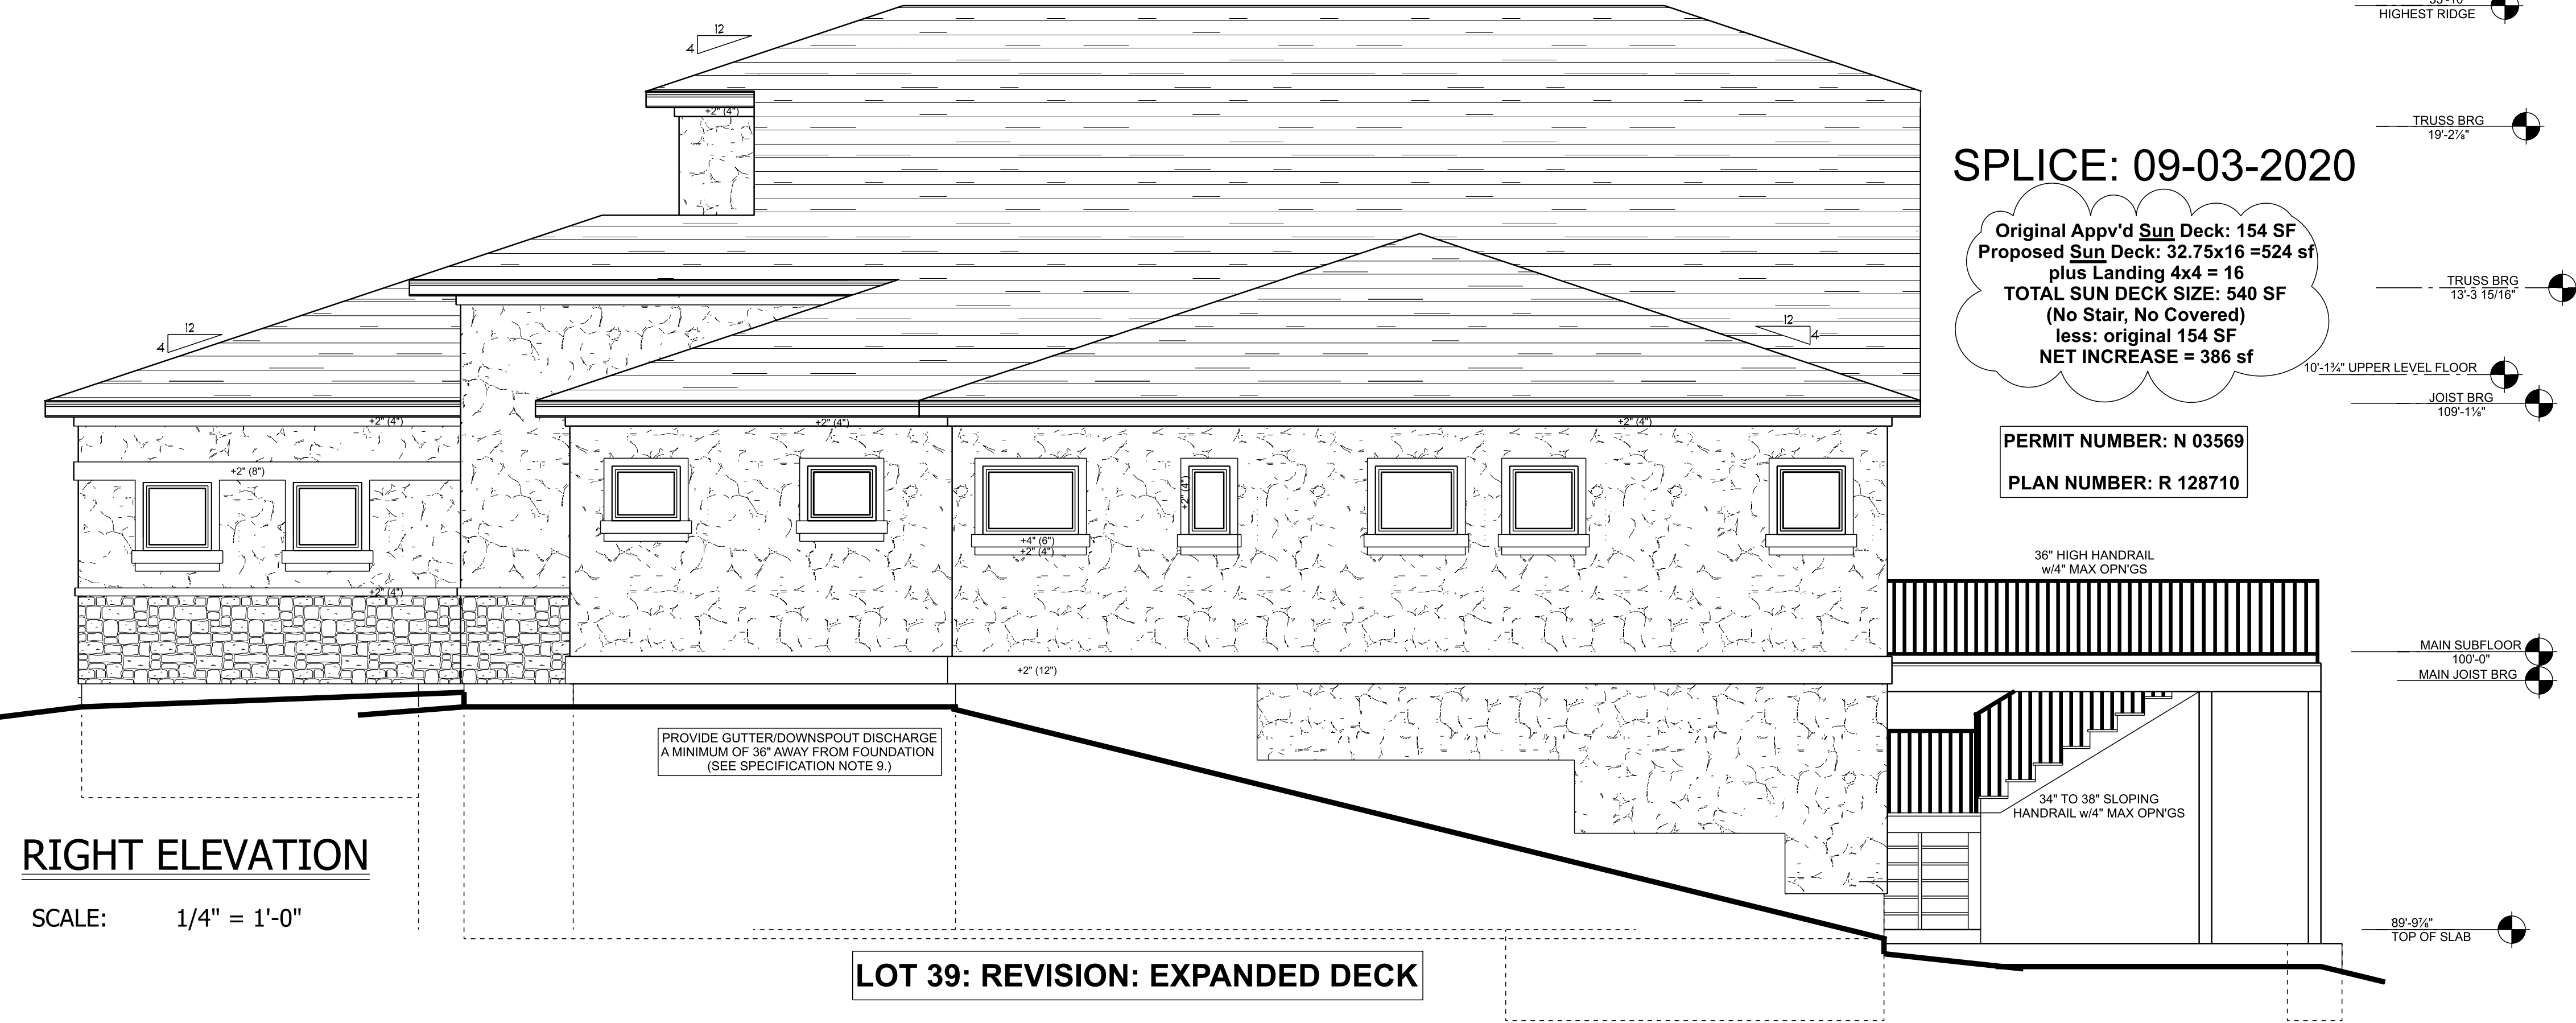 33'-10"
HIGHEST RIDGE
12
4
+2" (4")
TRUSS BRG
19'-2⅞"
SPLICE: 09-03-2020
Original Appv'd Sun Deck: 154 SF
Proposed Sun Deck: 32.75x16 =524 sf
plus Landing 4x4 = 16
TOTAL SUN DECK SIZE: 540 SF
(No Stair, No Covered)
less: original 154 SF
NET INCREASE = 386 sf
TRUSS BRG
13'-3 15/16"
12
4
12
4
10'-1¾" UPPER LEVEL FLOOR
JOIST BRG
109'-1⅛"
+2" (4")
+2" (4")
+2" (4")
PERMIT NUMBER: N 03569
PLAN NUMBER: R 128710
+2" (8")
+2" (4")
+4" (6")
+2" (4")
36" HIGH HANDRAIL
w/4" MAX OPN'GS
+2" (4")
MAIN SUBFLOOR
100'-0"
MAIN JOIST BRG
+2" (12")
PROVIDE GUTTER/DOWNSPOUT DISCHARGE
A MINIMUM OF 36" AWAY FROM FOUNDATION
(SEE SPECIFICATION NOTE 9.)
34" TO 38" SLOPING
HANDRAIL w/4" MAX OPN'GS
RIGHT ELEVATION
SCALE: 1/4" = 1'-0"
89'-9⅞"
TOP OF SLAB
LOT 39: REVISION: EXPANDED DECK